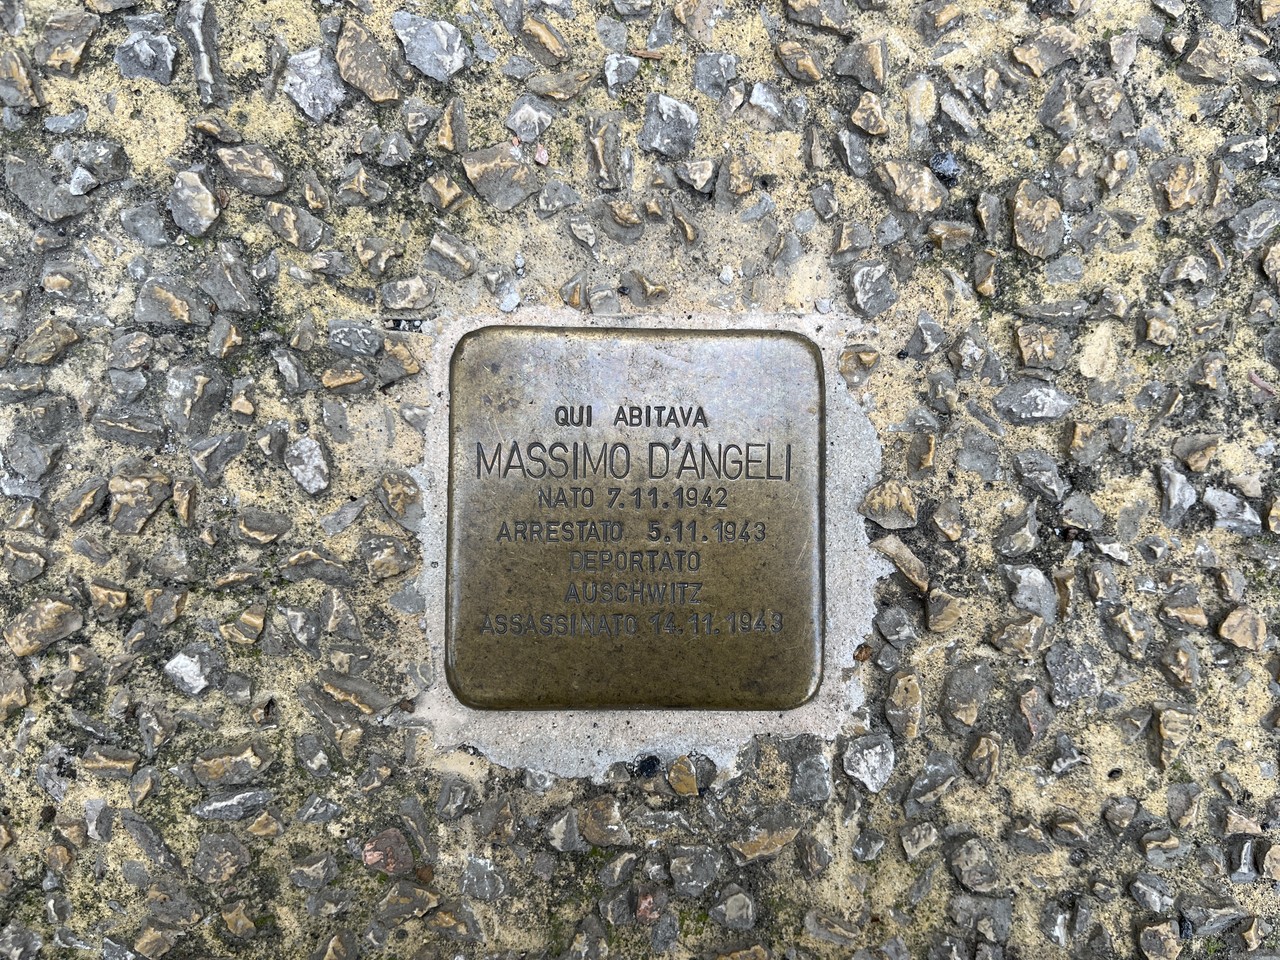 QUI ABITAVA
MASSIMO D'ANGELI
NATO 7.11.1942
ARRESTATO 5.11.1943
DEPORTATO
AUSCHWITZ
ASSASSINATO 14.11.1943